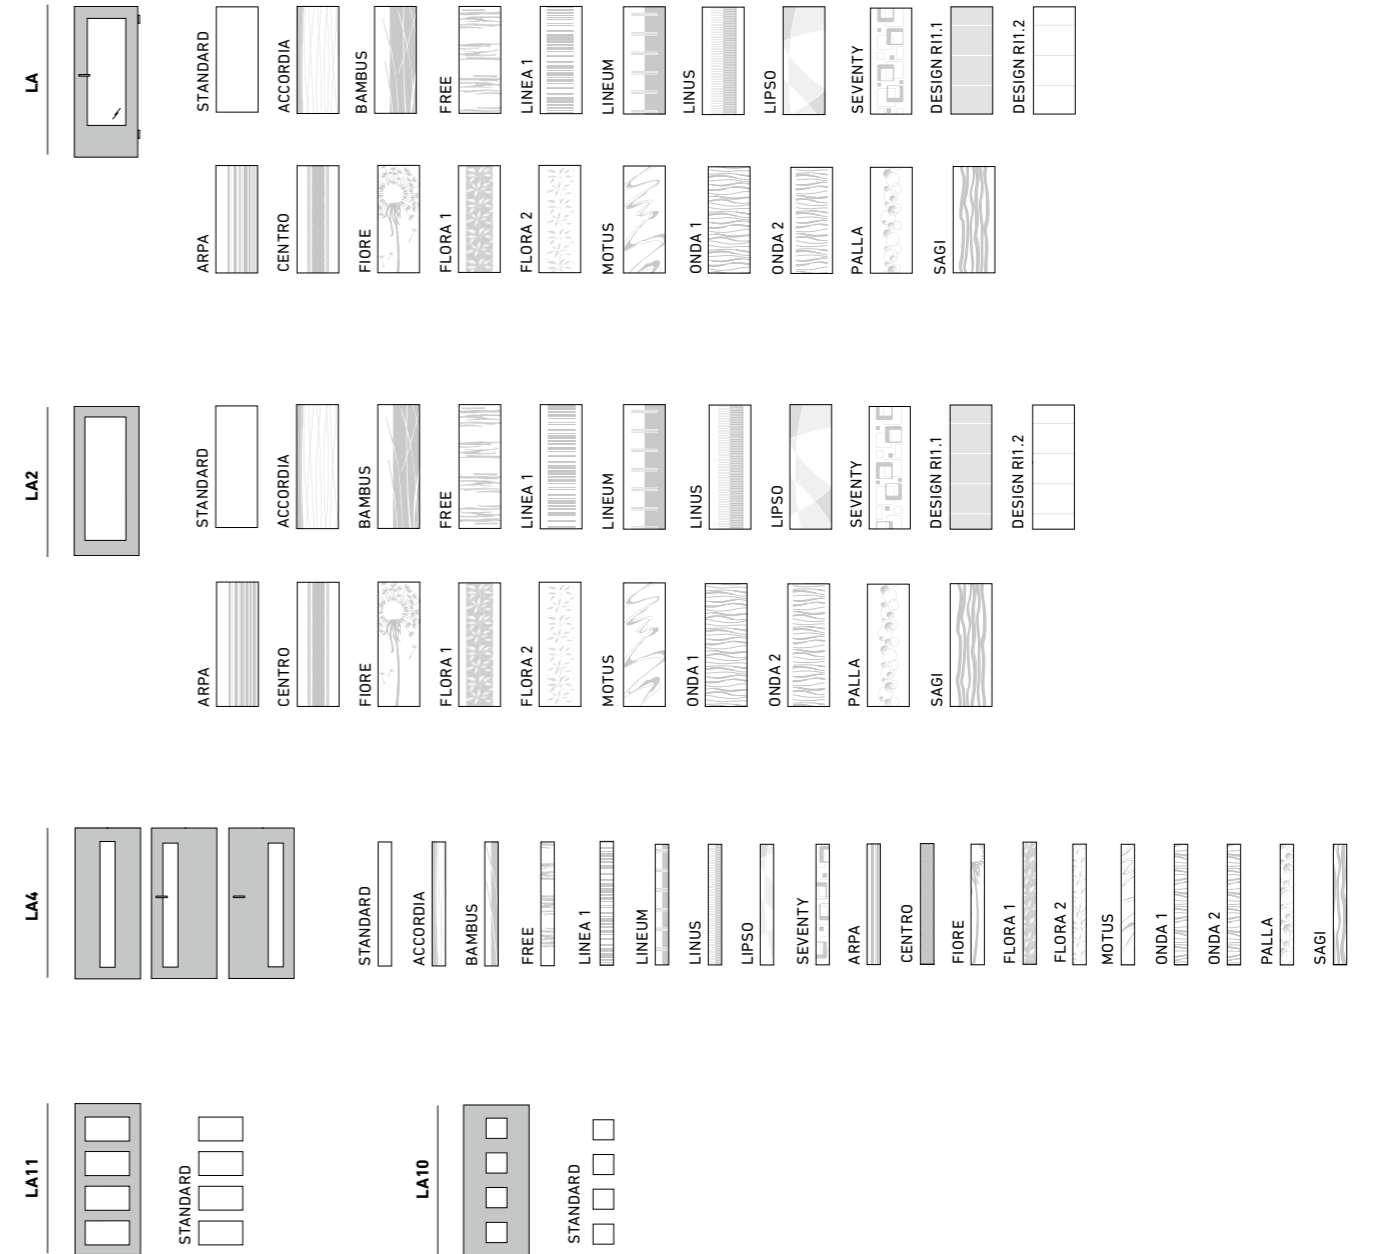 LA
STANDARD
ACCORDIA
BAMBUS
FREE
LINEA 1
LINEUM
LINUS
LIPSO
SEVENTY
DESIGN RI1.1
DESIGN RI1.2
ARPA
CENTRO
FIORE
FLORA 1
FLORA 2
MOTUS
ONDA 1
ONDA 2
PALLA
SAGI
LA2
STANDARD
ACCORDIA
BAMBUS
FREE
LINEA 1
LINEUM
LINUS
LIPSO
SEVENTY
DESIGN RI1.1
DESIGN RI1.2
ARPA
CENTRO
FIORE
FLORA 1
FLORA 2
MOTUS
ONDA 1
ONDA 2
PALLA
SAGI
LA4
STANDARD
ACCORDIA
BAMBUS
FREE
LINEA 1
LINEUM
LINUS
LIPSO
SEVENTY
ARPA
CENTRO
FIORE
FLORA 1
FLORA 2
MOTUS
ONDA 1
ONDA 2
PALLA
SAGI
LA11
STANDARD
LA10
STANDARD